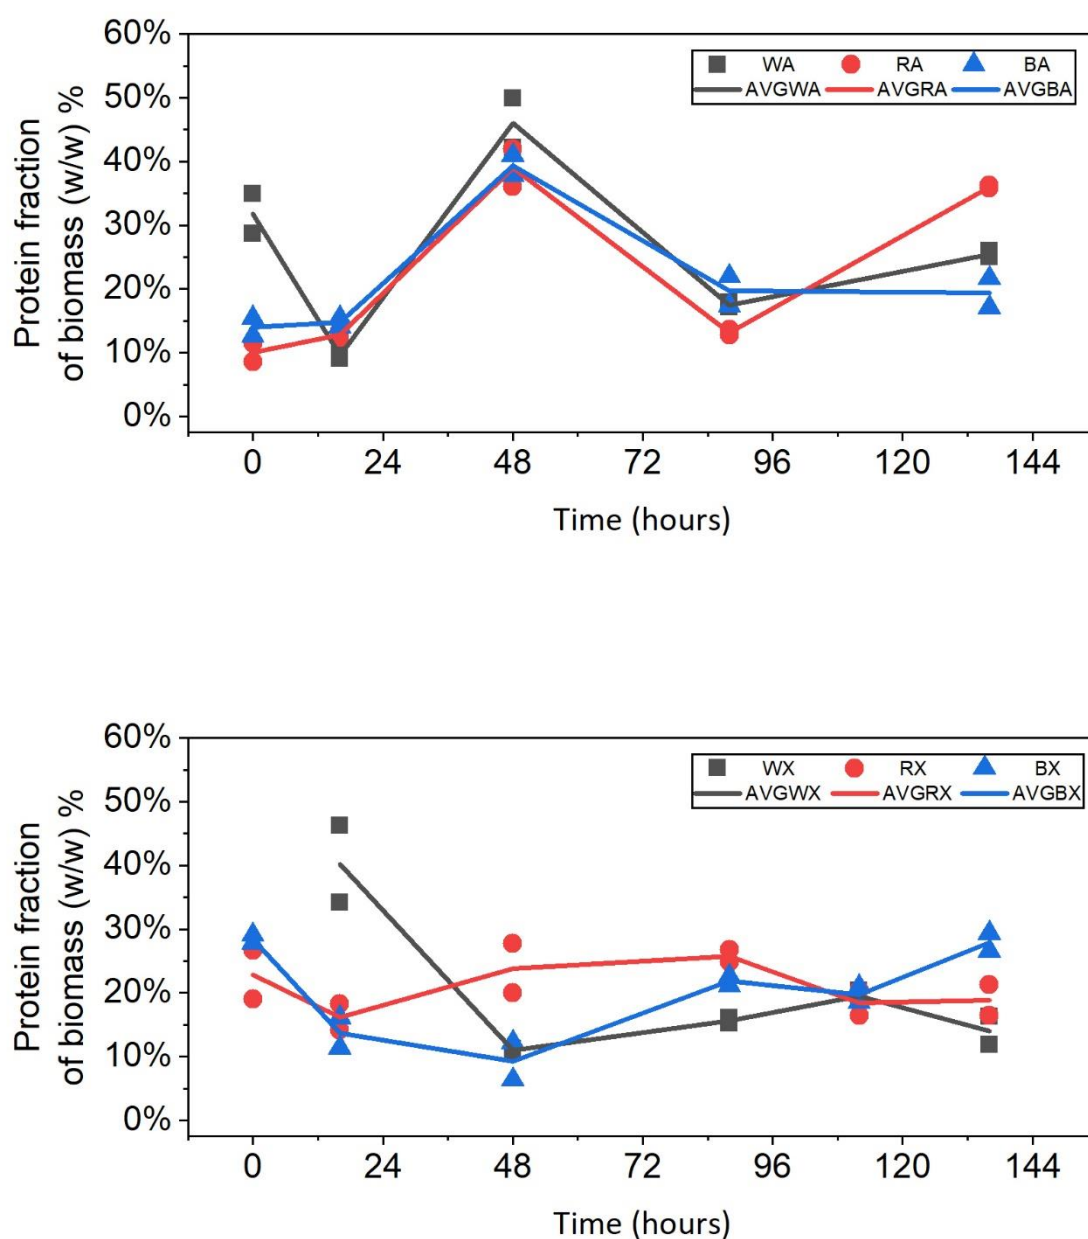 60%
50%
40%
30%
20%
10%
0%
Protein fraction
of biomass (w/w) %
WA RA BA
AVGWA AVGRA AVGBA
0 24 48 72 96 120 144
Time (hours)
60%
50%
40%
30%
20%
10%
0%
Protein fraction
of biomass (w/w) %
WX RX BX
AVGWX AVGRX AVGBX
0 24 48 72 96 120 144
Time (hours)